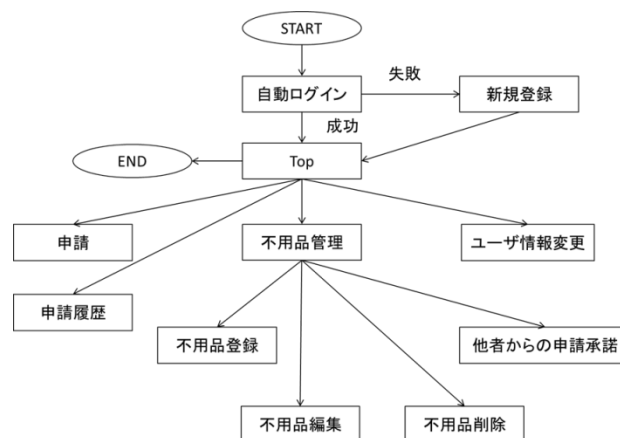 START
失敗
自動ログイン
新規登録
成功
END
Top
申請
不用品管理
ユーザ情報変更
申請履歴
不用品登録
他者からの申請承諾
不用品編集
不用品削除